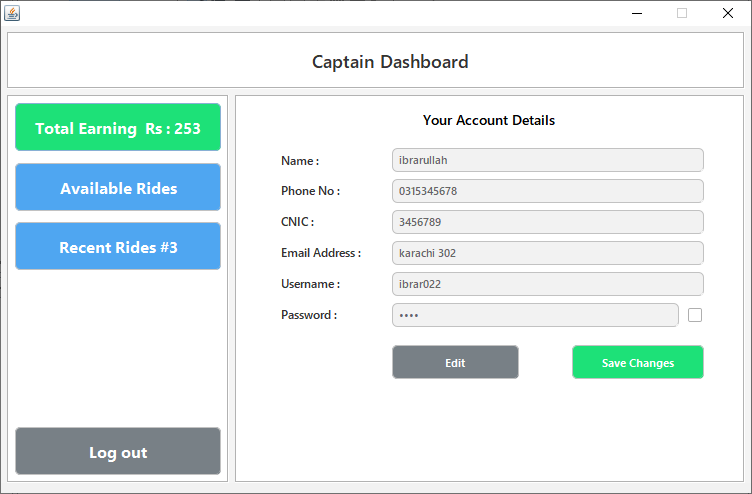 Captain Dashboard
Total Earning  Rs : 253
Available Rides
Recent Rides #3
Log out
Your Account Details
Name : ibrarullah
Phone No : 0315345678
CNIC : 3456789
Email Address : karachi 302
Username : ibrar022
Password : ••••
Edit Save Changes